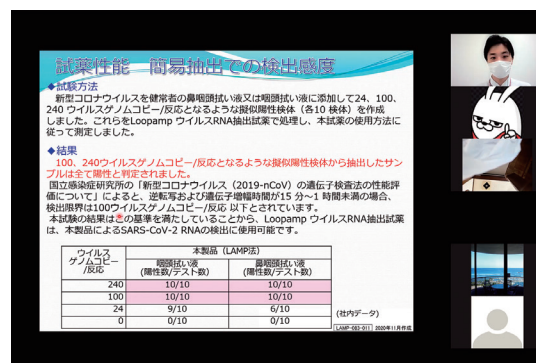 試薬性能 簡易抽出での検出感度
◆試験方法
新型コロナウイルスを健常者の鼻咽頭拭い液又は咽頭拭い液に添加して24、100、
240 ウイルスゲノムコピー/反応となるような擬似陽性検体（各10 検体）を作成
しました。これらをLoopamp ウイルスRNA抽出試薬で処理し、本試薬の使用方法に
従って測定しました。
◆結果
100、240ウイルスゲノムコピー/反応となるような擬似陽性検体から抽出したサン
プルは全て陽性と判定されました。
国立感染症研究所の「新型コロナウイルス（2019-nCoV）の遺伝子検査法の性能評
価について」によると、逆転写および遺伝子増幅時間が15 分～1 時間未満の場合、
検出限界は100ウイルスゲノムコピー/反応 以下とされています。
本試験の結果はこの基準を満たしていることから、Loopamp ウイルスRNA抽出試薬
は、本製品によるSARS-CoV-2 RNAの検出に使用可能です。
ウイルス
ゲノムコピー
/反応
本製品（LAMP法）
咽頭拭い液
(陽性数/テスト数)
鼻咽頭拭い液
(陽性数/テスト数)
240 10/10 10/10
100 10/10 10/10
24 9/10 6/10
0 0/10 0/10
(社内データ)
LAMP-083-011 2020年11月作成